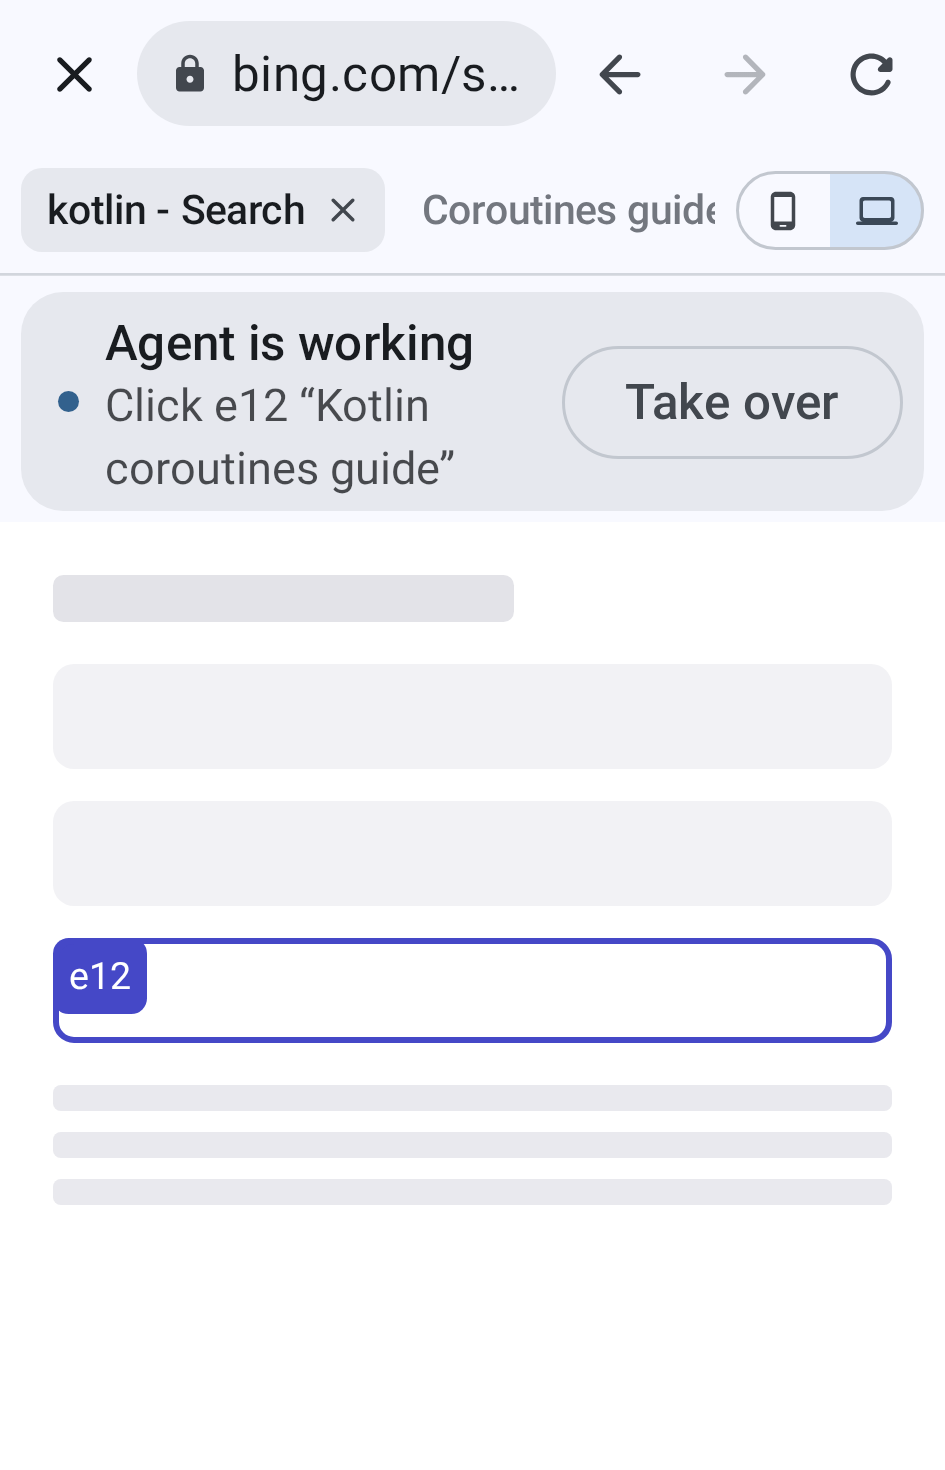 bing.com/s…
kotlin - Search
Coroutines guide
Agent is working
Click e12 “Kotlin
coroutines guide”
Take over
e12